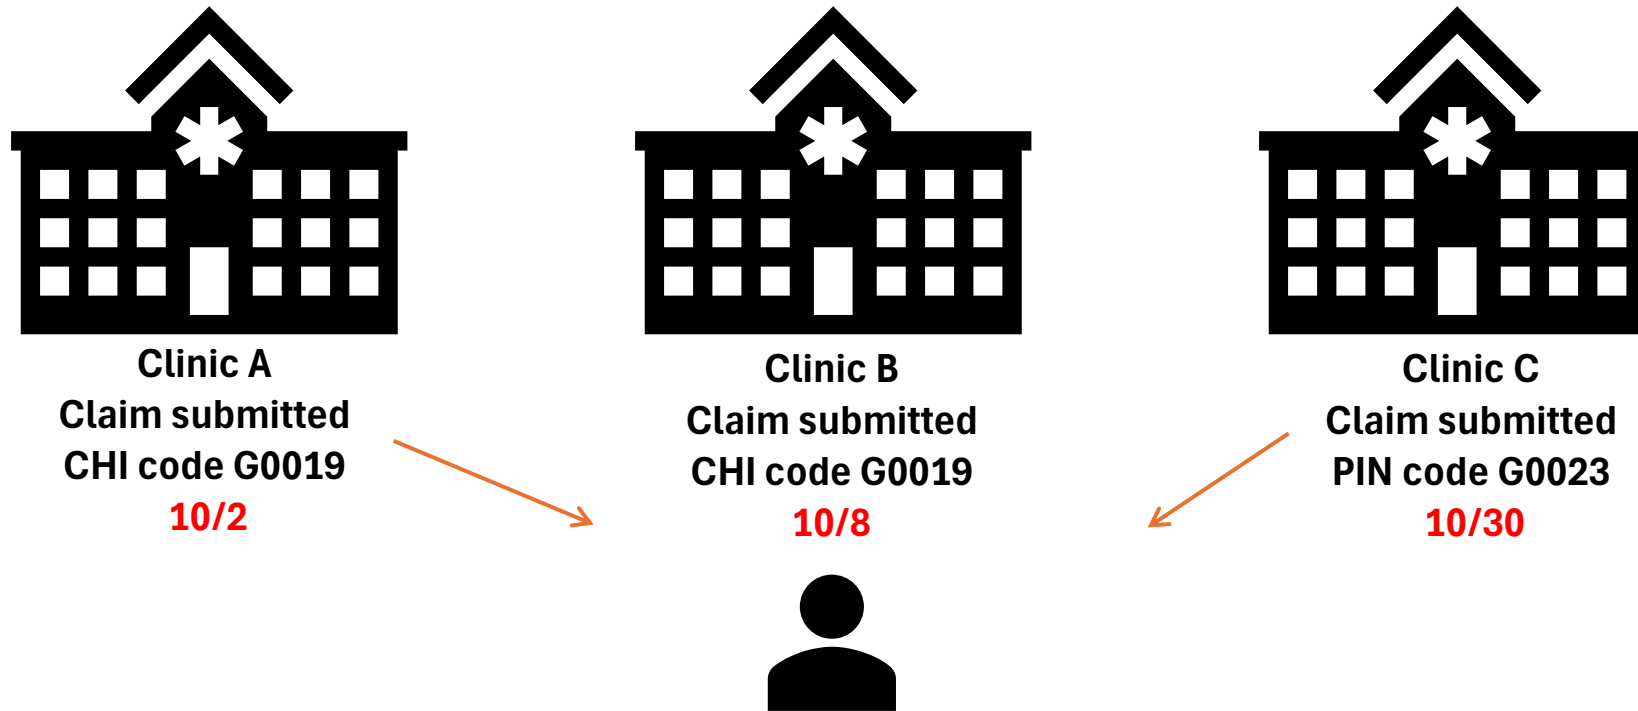 Clinic A
Claim submitted
CHI code G0019
10/2
Clinic B
Claim submitted
CHI code G0019
10/8
Clinic C
Claim submitted
PIN code G0023
10/30